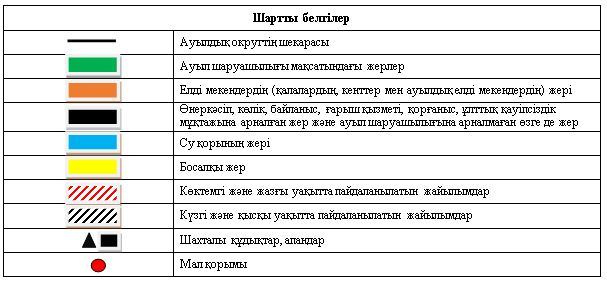 Шартты белгілер
Ауылдық округтің шекарасы
Ауыл шаруашылығы мақсатындағы жерлер
Елді мекендердің (қалалардың, кенттер мен ауылдық елді мекендердің) жері
Өнеркәсіп, көлік, байланыс, ғарыш қызметі, қорғаныс, ұлттық қауіпсіздік
мұқтажына арналған жер және ауыл шаруашылығына арналмаған өзге де жер
Су қорының жері
Босалқы жер
Көктемгі және жазғы уақытта пайдаланылатын жайылымдар
Күзгі және қысқы уақытта пайдаланылатын жайылымдар
Шахталы құдықтар, апандар
Мал қорымы